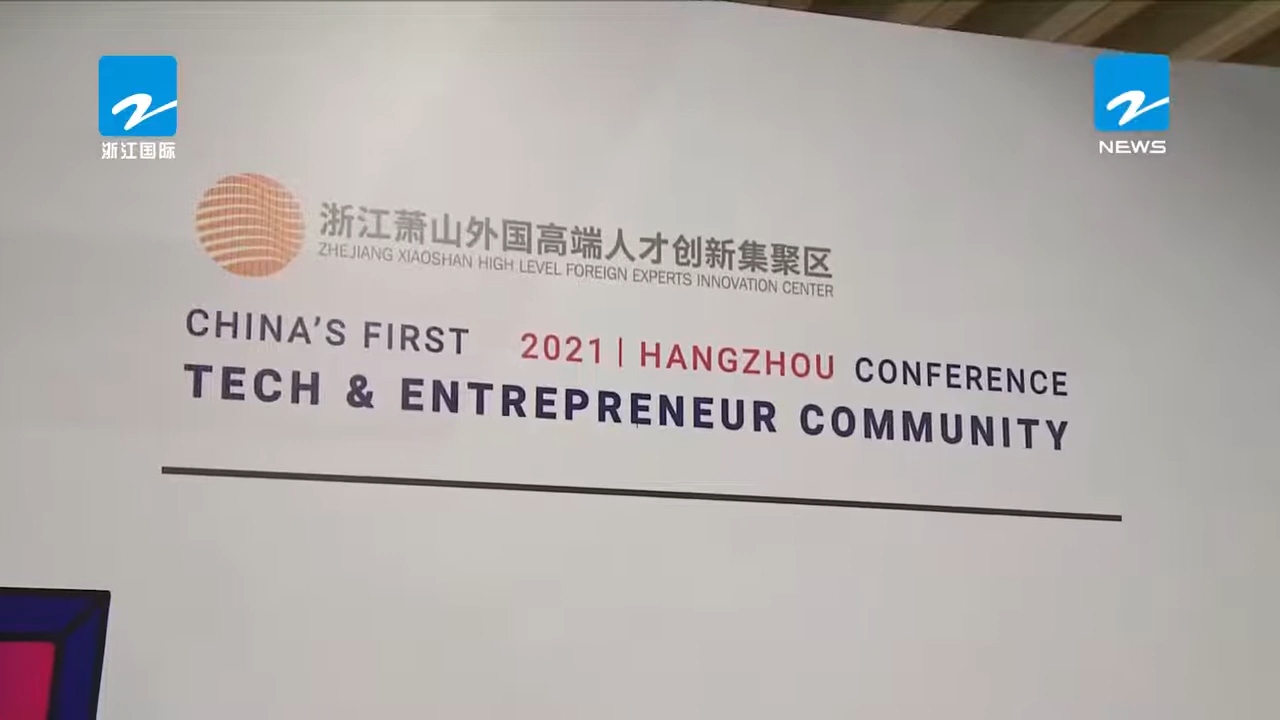 浙江国际
NEWS
浙江萧山外国高端人才创新集聚区
ZHEJIANG XIAOSHAN HIGH LEVEL FOREIGN EXPERTS INNOVATION CENTER
CHINA'S FIRST 2021 | HANGZHOU CONFERENCE
TECH & ENTREPRENEUR COMMUNITY